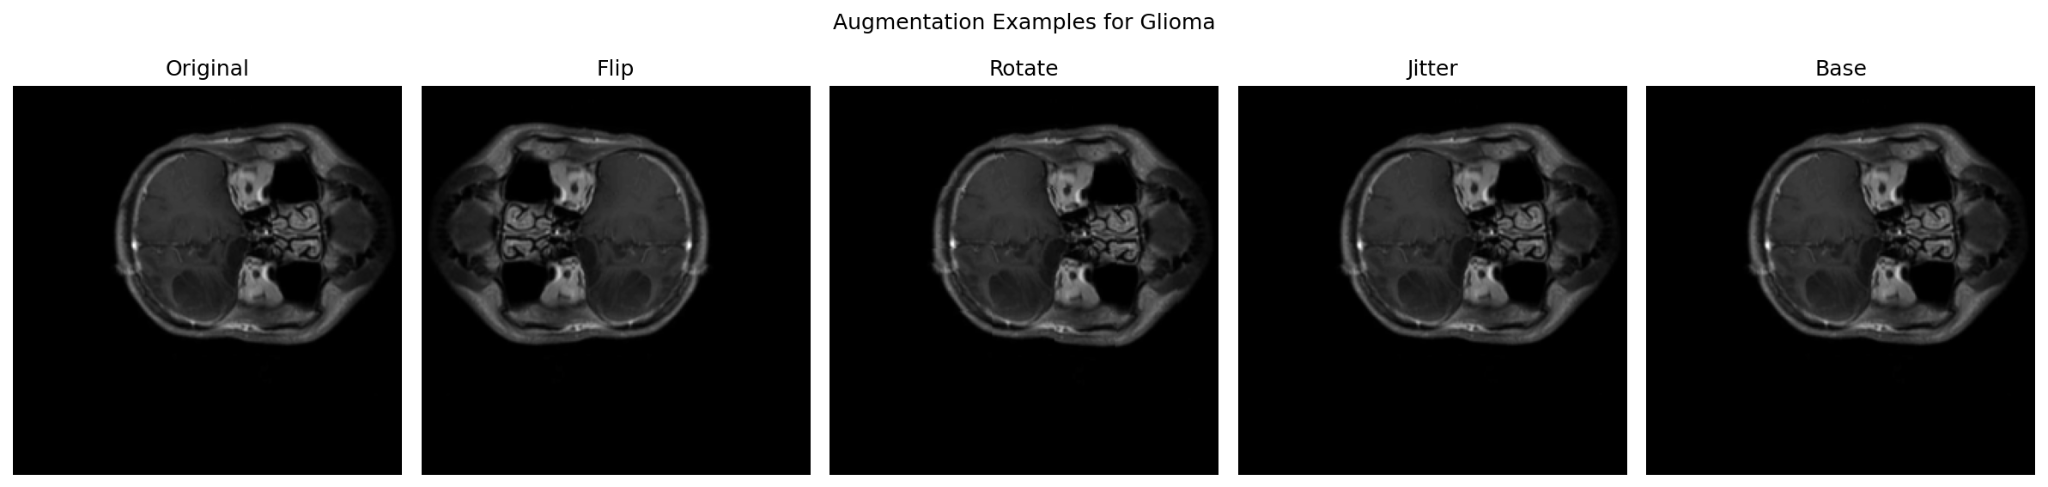 Augmentation Examples for Glioma
Original
Flip
Rotate
Jitter
Base